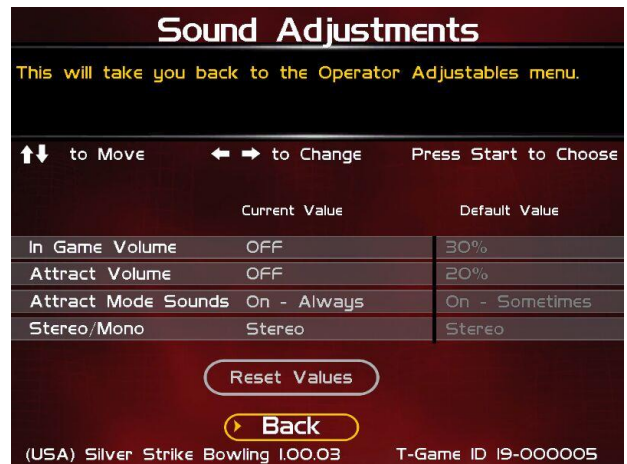 Sound Adjustments
This will take you back to the Operator Adjustables menu.
to Move to Change Press Start to Choose
Current Value Default Value
In Game Volume OFF 30%
Attract Volume OFF 20%
Attract Mode Sounds On - Always On - Sometimes
Stereo/Mono Stereo Stereo
Reset Values
Back
(USA) Silver Strike Bowling 1.00.03 T-Game ID 19-000005